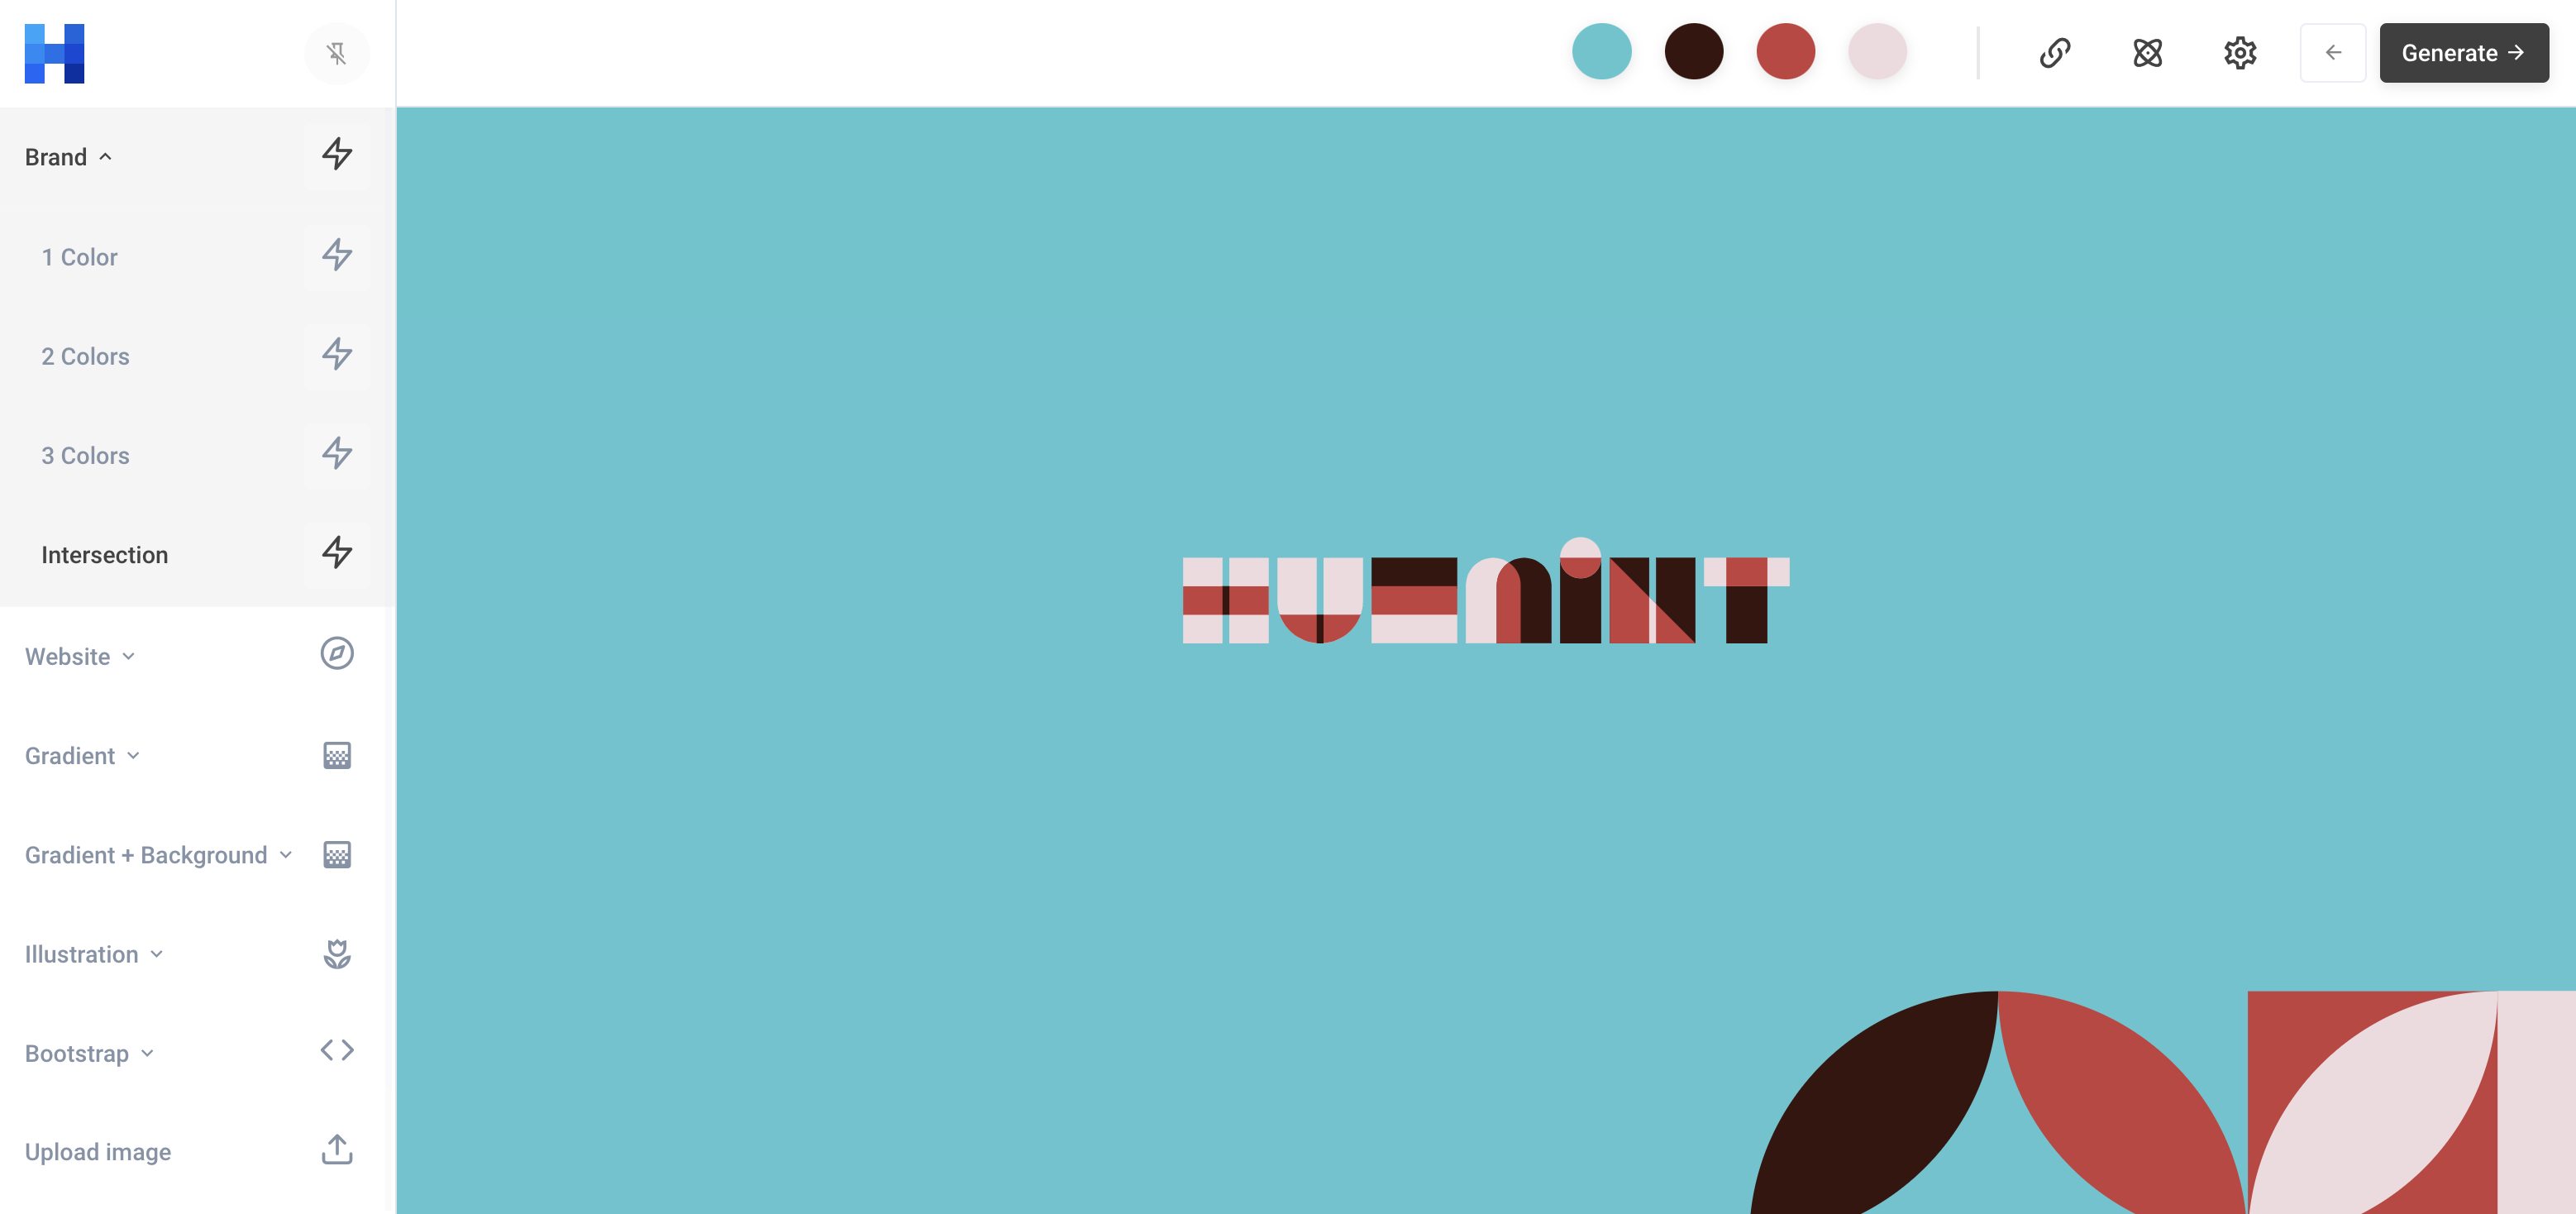 Generate
Brand
1 Color
2 Colors
3 Colors
Intersection
HUEMiNT
Website
Gradient
Gradient + Background
Illustration
Bootstrap
Upload image